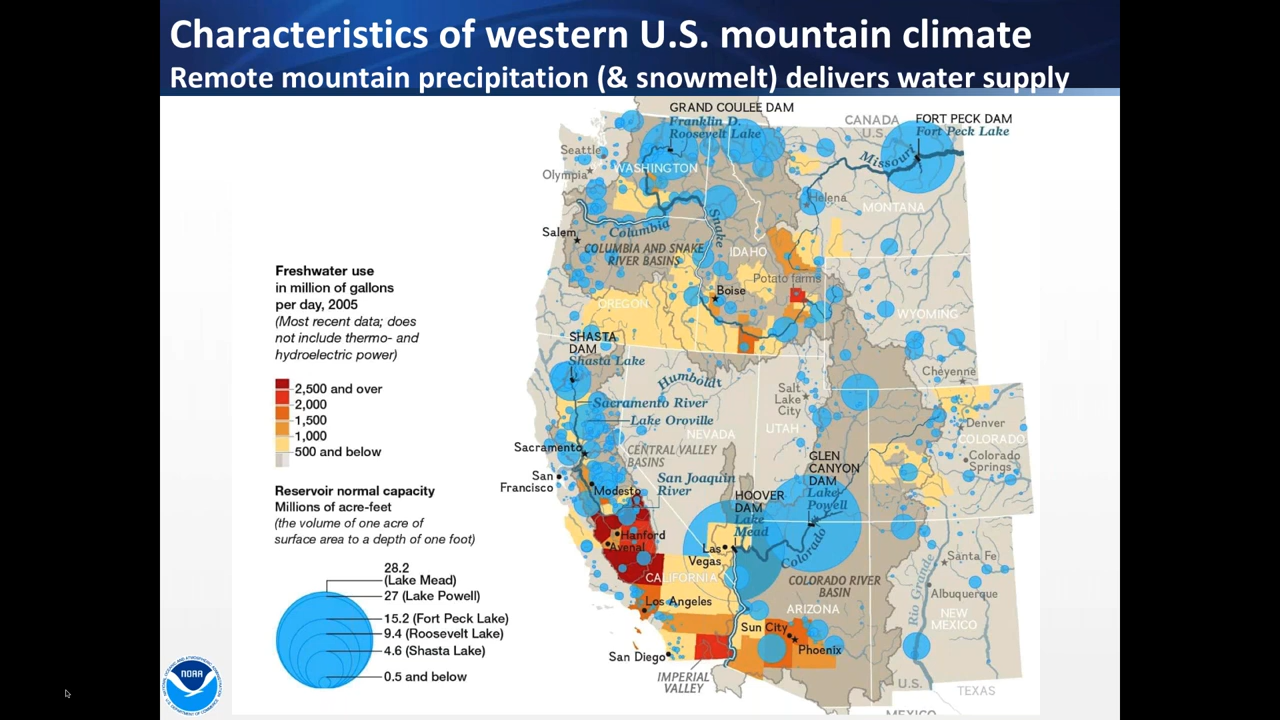 Characteristics of western U.S. mountain climate
Remote mountain precipitation (& snowmelt) delivers water supply
GRAND COULEE DAM
Franklin D.
Roosevelt Lake
CANADA
U.S.
FORT PECK DAM
Fort Peck Lake
Seattle
Olympia
WASHINGTON
Missouri
Helena
MONTANA
Salem
Columbia
Snake
COLUMBIA AND SNAKE
RIVER BASINS
IDAHO
Potato farms
Boise
OREGON
WYOMING
SHASTA
DAM
Shasta Lake
Humboldt
Cheyenne
Salt
Lake
City
Sacramento River
Lake Oroville
NEVADA
UTAH
Denver
COLORADO
Colorado
Springs
Sacramento
CENTRAL VALLEY
BASINS
GLEN
CANYON
DAM
Lake
Powell
San
Francisco
San Joaquin
River
Modesto
HOOVER
DAM
Lake
Mead
Hanford
Avenal
Las
Vegas
Colorado
Santa Fe
CALIFORNIA
COLORADO RIVER
BASIN
Rio Grande
Albuquerque
Los Angeles
ARIZONA
NEW
MEXICO
Sun City
Phoenix
San Diego
IMPERIAL
VALLEY
U.S.
MEXICO
TEXAS
Freshwater use
in million of gallons
per day, 2005
(Most recent data; does
not include thermo- and
hydroelectric power)
2,500 and over
2,000
1,500
1,000
500 and below
Reservoir normal capacity
Millions of acre-feet
(the volume of one acre of
surface area to a depth of one foot)
28.2
(Lake Mead)
27 (Lake Powell)
15.2 (Fort Peck Lake)
9.4 (Roosevelt Lake)
4.6 (Shasta Lake)
0.5 and below
NOAA